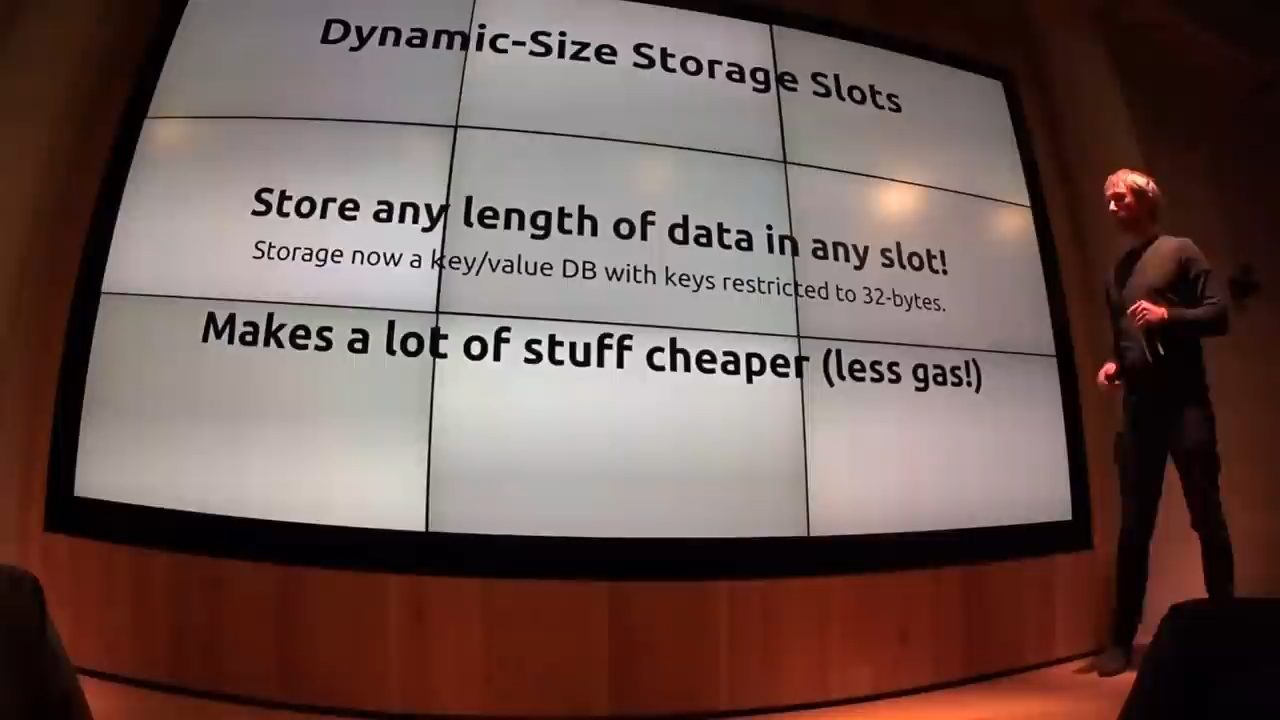 Dynamic-Size Storage Slots
Store any length of data in any slot!
Storage now a key/value DB with keys restricted to 32-bytes.
Makes a lot of stuff cheaper (less gas!)